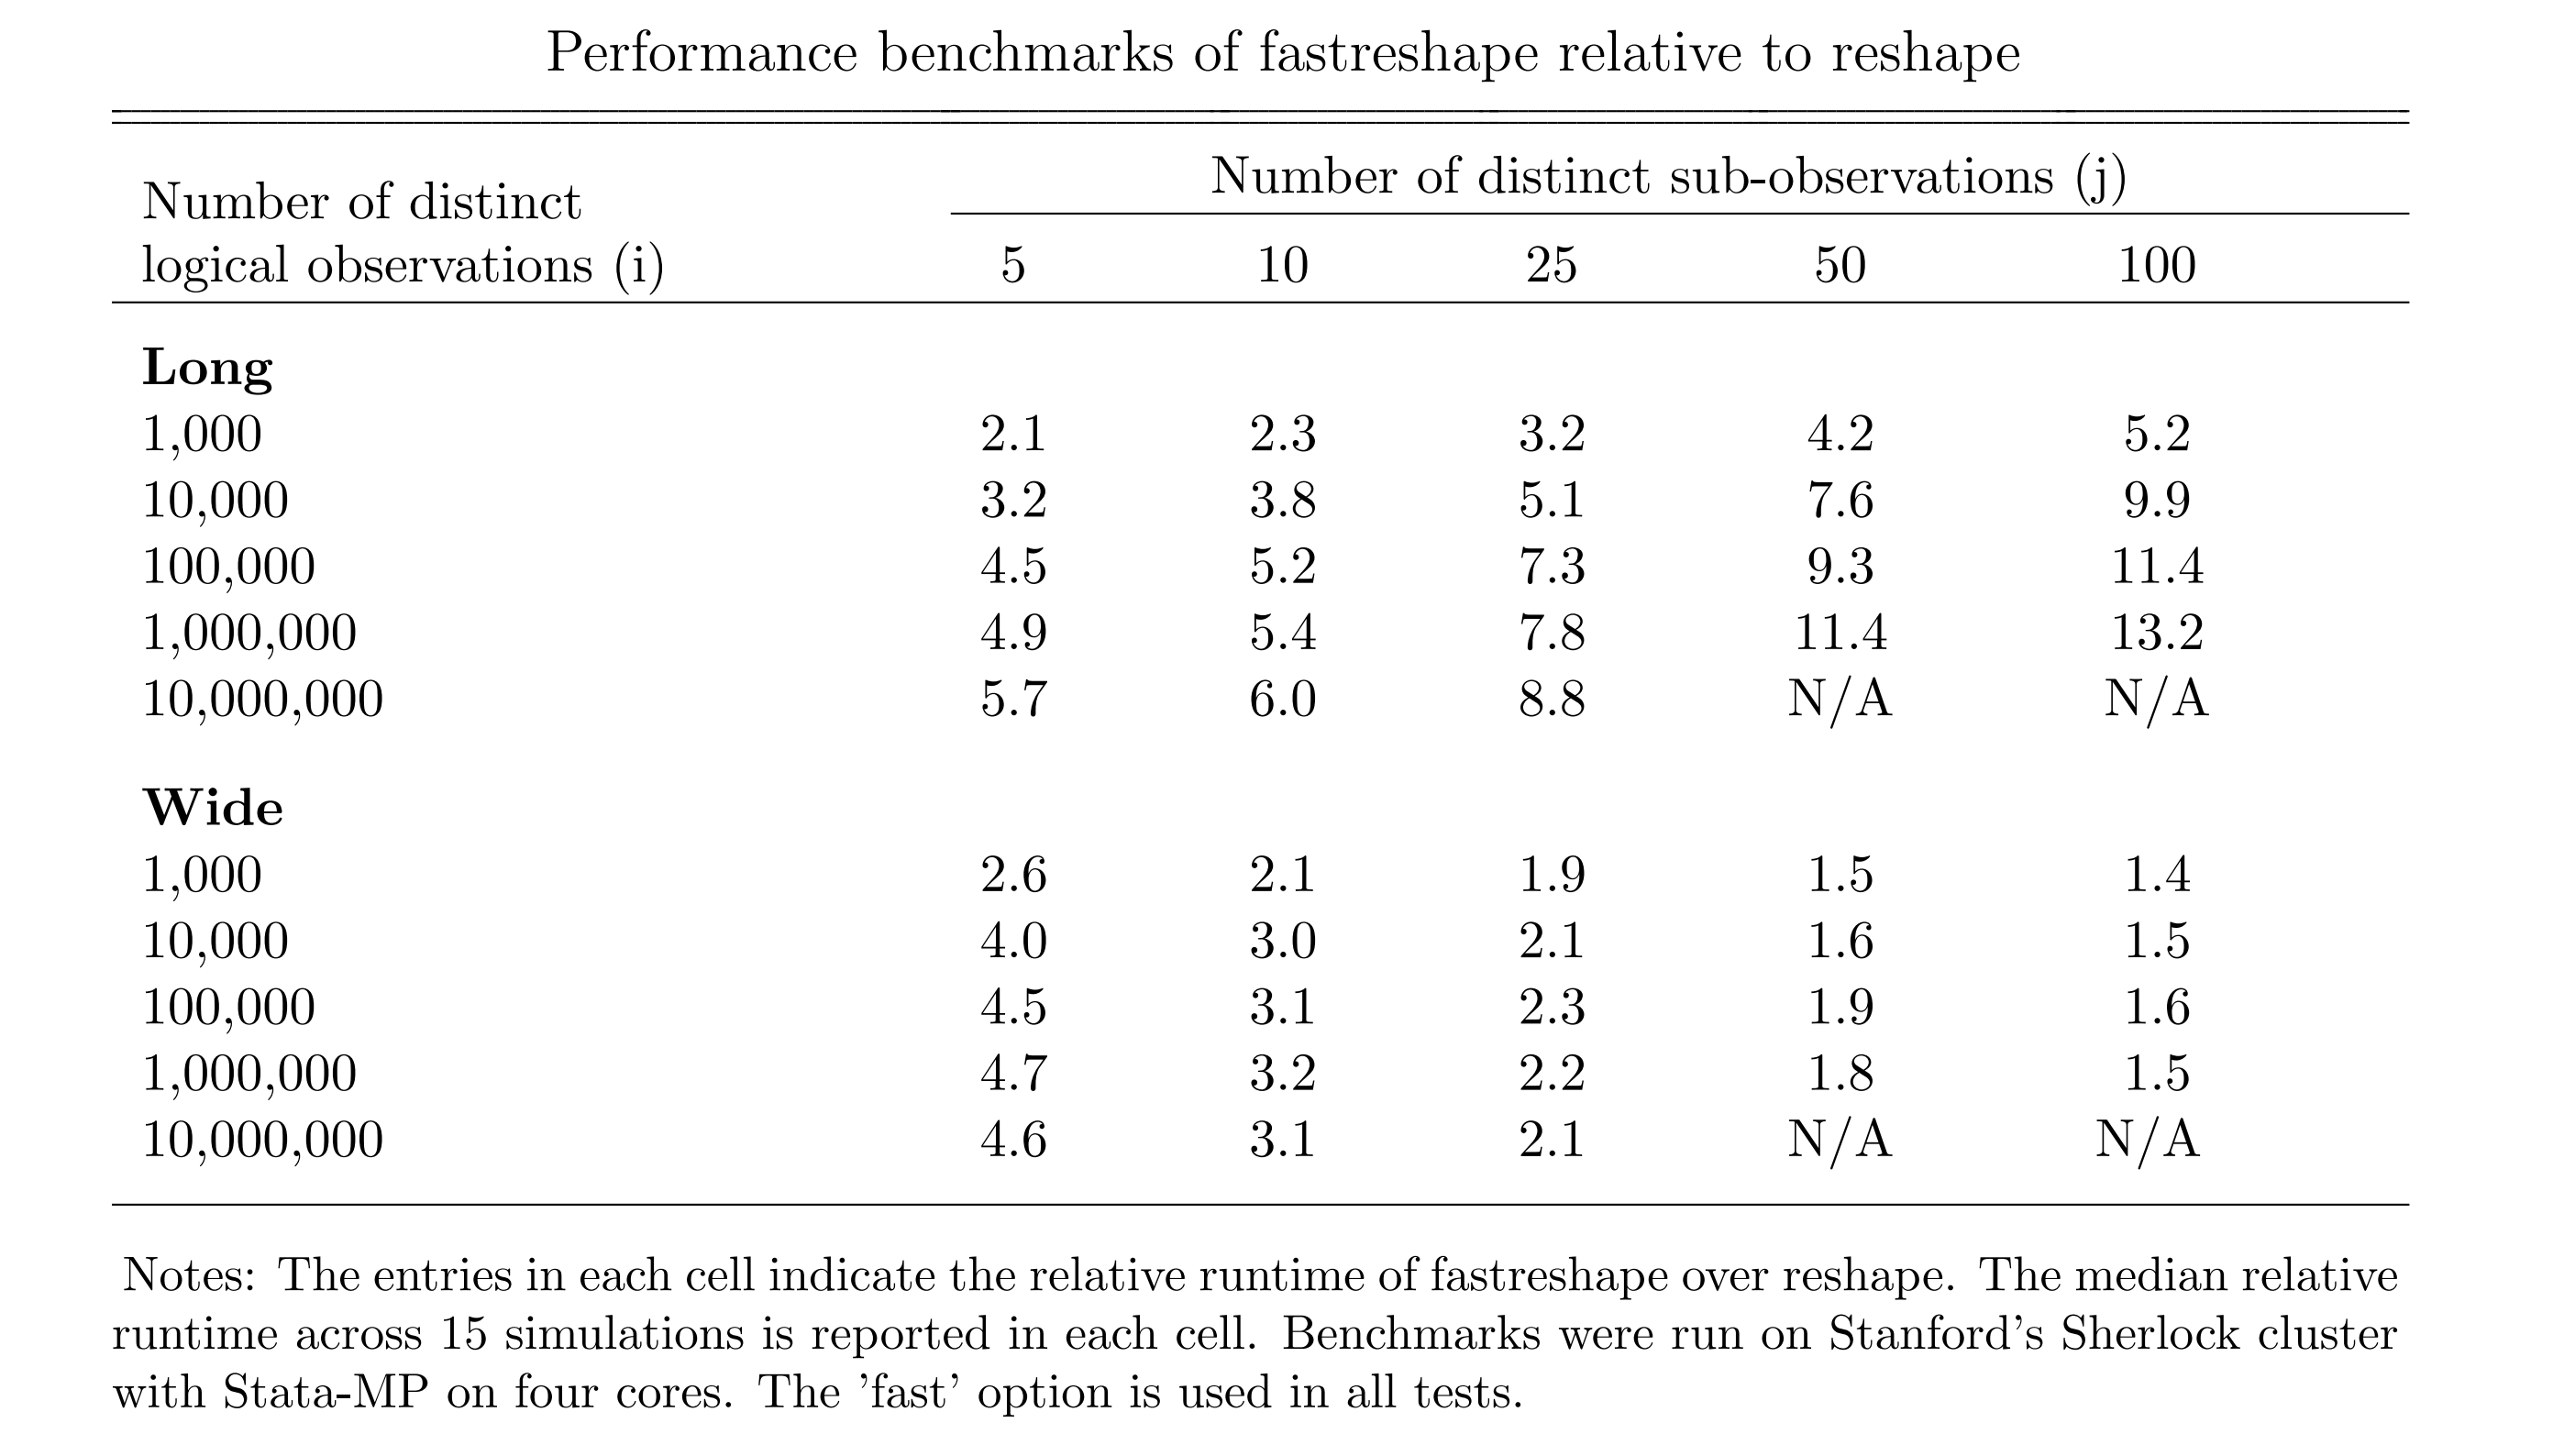 Performance benchmarks of fastreshape relative to reshape
Number of distinct sub-observations (j)
Number of distinct
logical observations (i) 5 10 25 50 100
Long
1,000 2.1 2.3 3.2 4.2 5.2
10,000 3.2 3.8 5.1 7.6 9.9
100,000 4.5 5.2 7.3 9.3 11.4
1,000,000 4.9 5.4 7.8 11.4 13.2
10,000,000 5.7 6.0 8.8 N/A N/A
Wide
1,000 2.6 2.1 1.9 1.5 1.4
10,000 4.0 3.0 2.1 1.6 1.5
100,000 4.5 3.1 2.3 1.9 1.6
1,000,000 4.7 3.2 2.2 1.8 1.5
10,000,000 4.6 3.1 2.1 N/A N/A
Notes: The entries in each cell indicate the relative runtime of fastreshape over reshape. The median relative
runtime across 15 simulations is reported in each cell. Benchmarks were run on Stanford's Sherlock cluster
with Stata-MP on four cores. The 'fast' option is used in all tests.